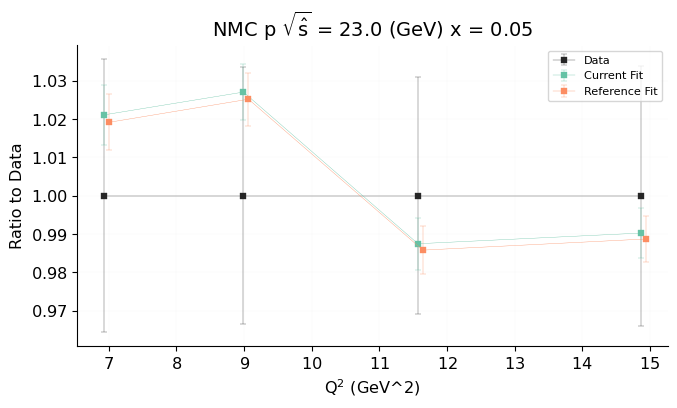 NMC p √ŝ = 23.0 (GeV) x = 0.05
Data
Current Fit
Reference Fit
Ratio to Data
1.03
1.02
1.01
1.00
0.99
0.98
0.97
7 8 9 10 11 12 13 14 15
Q² (GeV^2)